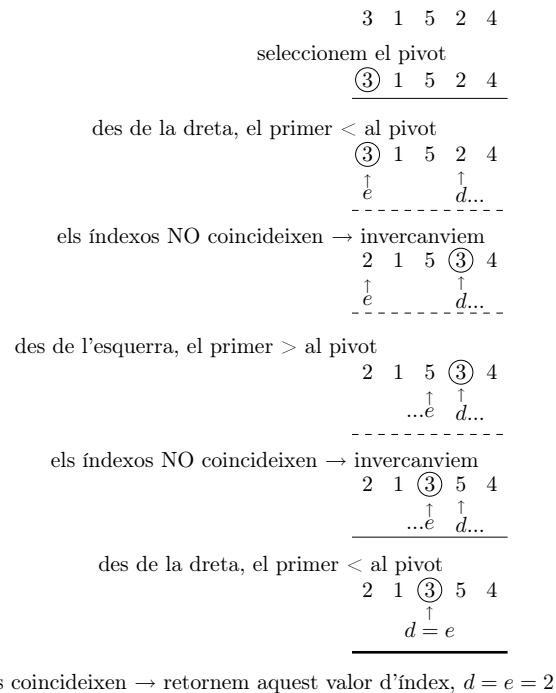 3 1 5 2 4
seleccionem el pivot
3 1 5 2 4
des de la dreta, el primer < al pivot
3 1 5 2 4
↑ ↑
e d...
els índexos NO coincideixen → invercanviem
2 1 5 3 4
↑ ↑
e d...
des de l'esquerra, el primer > al pivot
2 1 5 3 4
↑ ↑
...e d...
els índexos NO coincideixen → invercanviem
2 1 3 5 4
↑ ↑
...e d...
des de la dreta, el primer < al pivot
2 1 3 5 4
↑
d = e
coincideixen → retornem aquest valor d'índex, d = e = 2